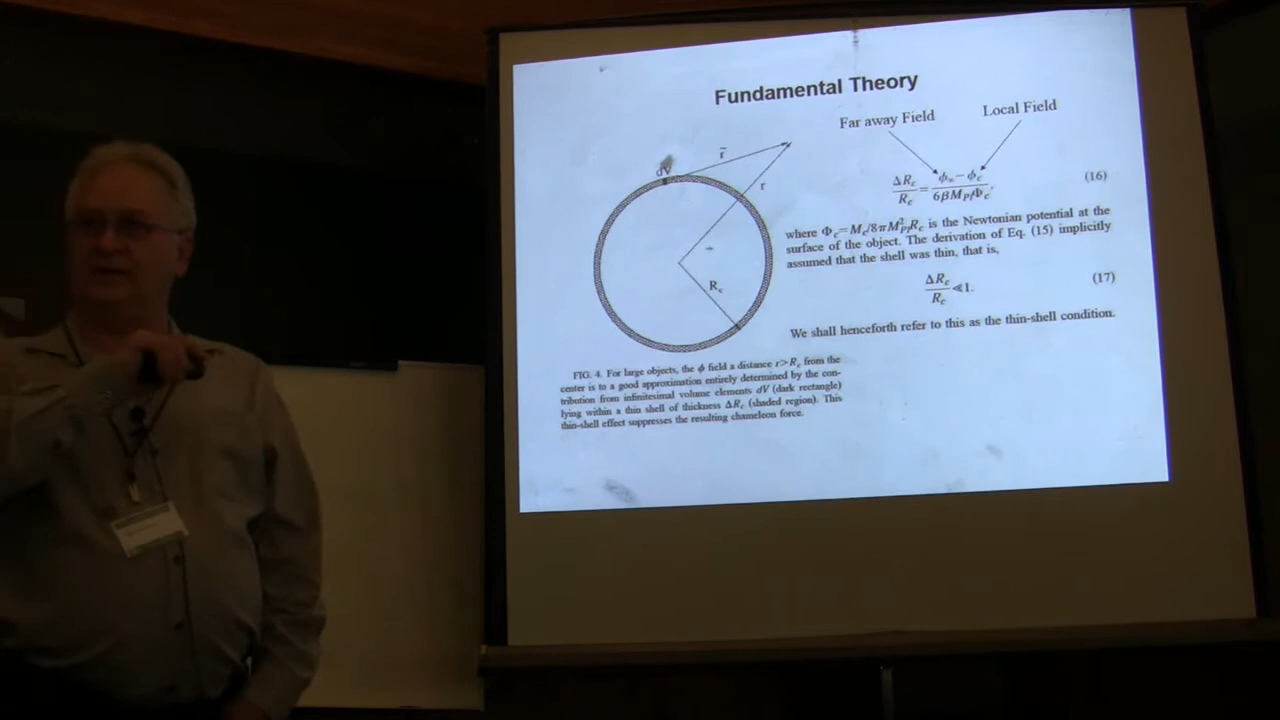 Fundamental Theory
Far away Field
Local Field
dV
r̄
r
R_c
ΔR_c/R_c = (ϕ_∞ − ϕ_c)/(6βM_PlΦ_c), (16)
where Φ_c=M_c/8πM²_PlR_c is the Newtonian potential at the
surface of the object. The derivation of Eq. (15) implicitly
assumed that the shell was thin, that is,
ΔR_c/R_c ≪1. (17)
We shall henceforth refer to this as the thin-shell condition.
FIG. 4. For large objects, the ϕ field a distance r>R_c from the
center is to a good approximation entirely determined by the con-
tribution from infinitesimal volume elements dV (dark rectangle)
lying within a thin shell of thickness ΔR_c (shaded region). This
thin-shell effect suppresses the resulting chameleon force.